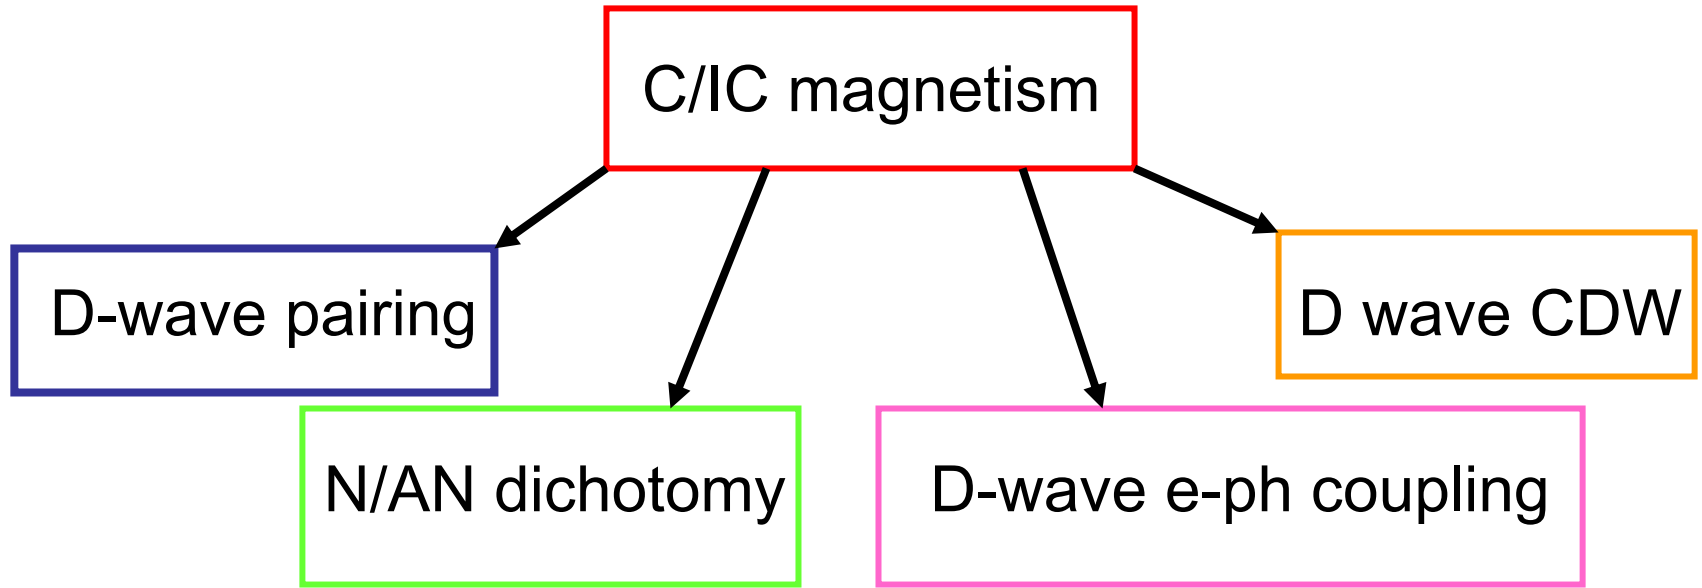 C/IC magnetism
D-wave pairing
D wave CDW
N/AN dichotomy
D-wave e-ph coupling